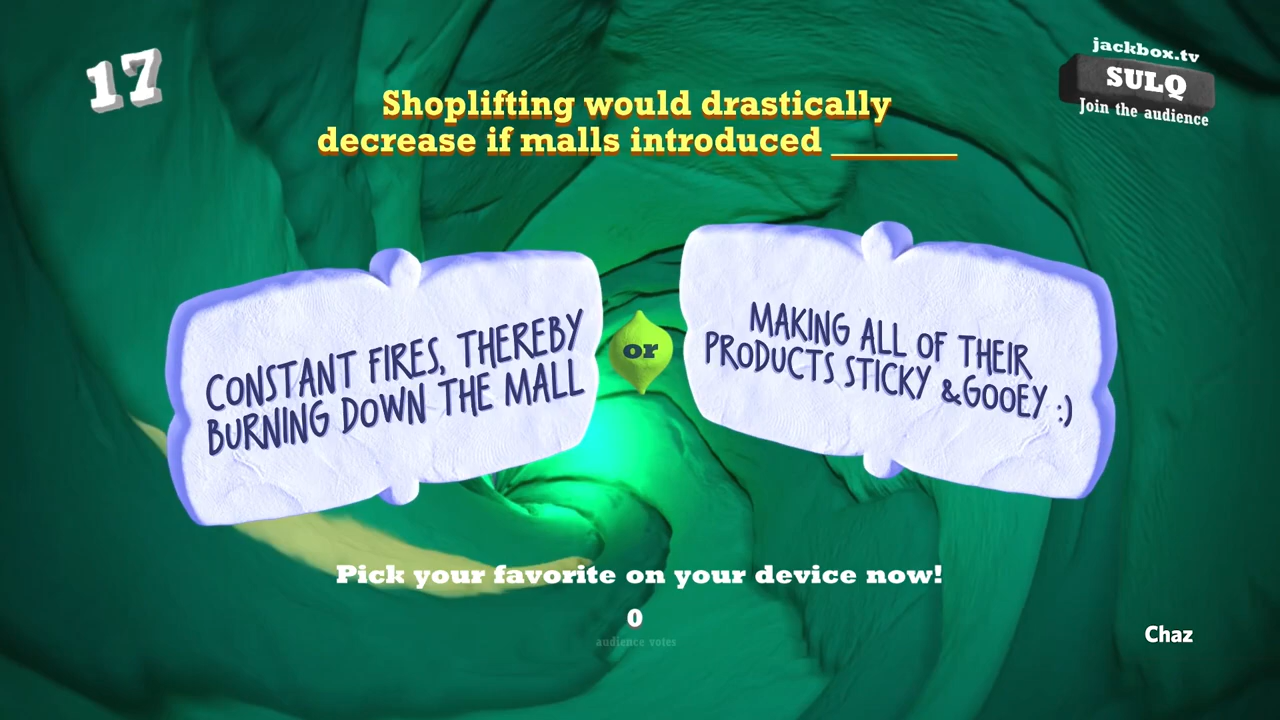 17
jackbox.tv
SULQ
Join the audience
Shoplifting would drastically
decrease if malls introduced _______
CONSTANT FIRES, THEREBY
BURNING DOWN THE MALL
or
MAKING ALL OF THEIR
PRODUCTS STICKY &GOOEY :)
Pick your favorite on your device now!
0
audience votes
Chaz